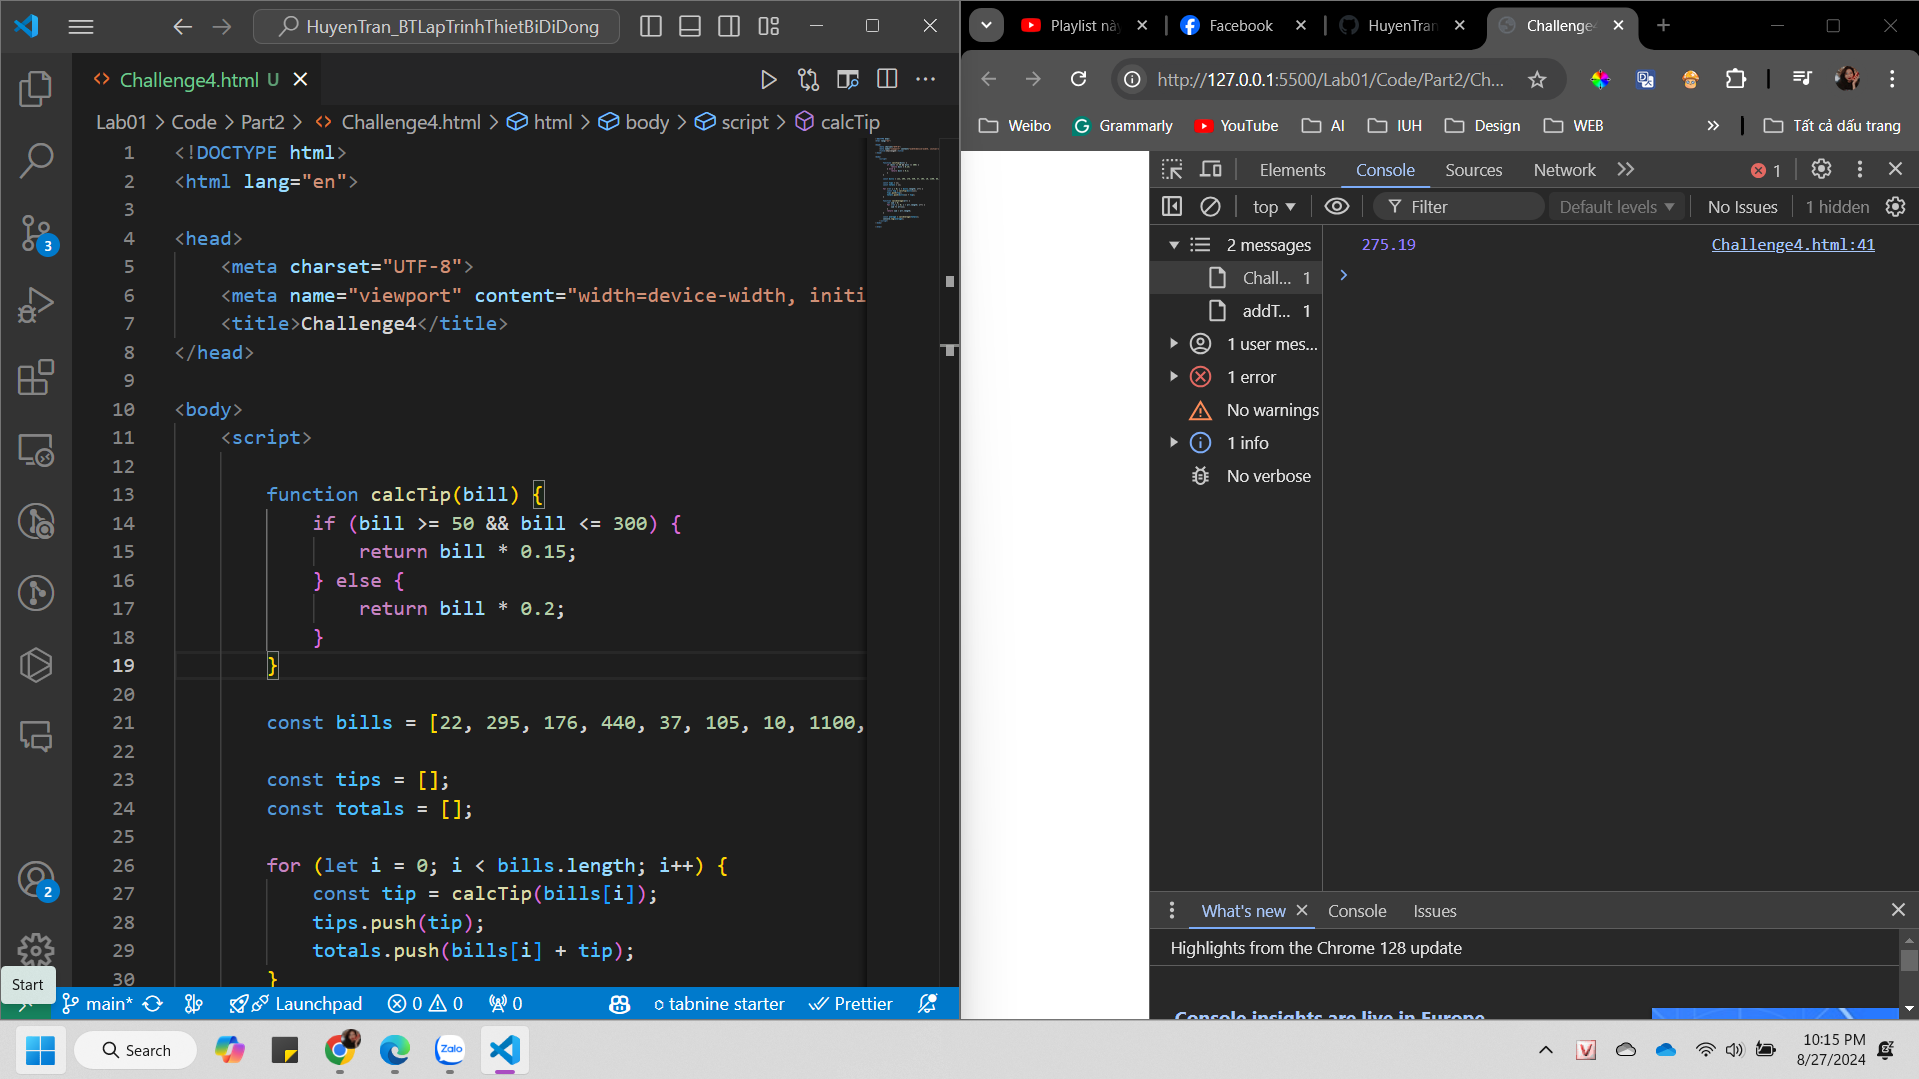 HuyenTran_BTLapTrinhThietBiDiDong
Challenge4.html U
Lab01 > Code > Part2 > Challenge4.html > html > body > script > calcTip
1 <!DOCTYPE html>
2 <html lang="en">
3
4 <head>
5 <meta charset="UTF-8">
6 <meta name="viewport" content="width=device-width, initi
7 <title>Challenge4</title>
8 </head>
9
10 <body>
11 <script>
12
13 function calcTip(bill) {
14 if (bill >= 50 && bill <= 300) {
15 return bill * 0.15;
16 } else {
17 return bill * 0.2;
18 }
19 }
20
21 const bills = [22, 295, 176, 440, 37, 105, 10, 1100,
22
23 const tips = [];
24 const totals = [];
25
26 for (let i = 0; i < bills.length; i++) {
27 const tip = calcTip(bills[i]);
28 tips.push(tip);
29 totals.push(bills[i] + tip);
30 }
3
2
Start
main* Launchpad 0 0 0 tabnine starter Prettier
Playlist nà
Facebook
HuyenTran
Challenge
http://127.0.0.1:5500/Lab01/Code/Part2/Ch...
Weibo Grammarly YouTube AI IUH Design WEB » Tất cả dấu trang
Elements Console Sources Network 1
top Filter Default levels No Issues 1 hidden
2 messages
Chall... 1
addT... 1
1 user mes...
1 error
No warnings
1 info
No verbose
275.19 Challenge4.html:41
What's new Console Issues
Highlights from the Chrome 128 update
Console insights are live in Europe
Search
Zalo
10:15 PM
8/27/2024